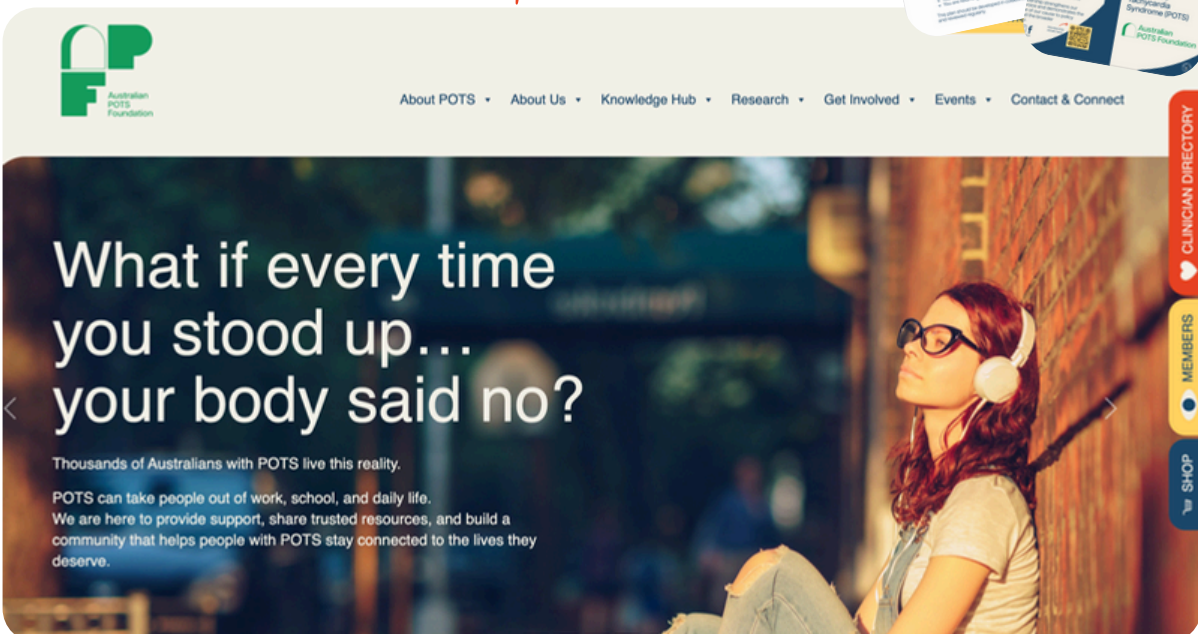 Tachycardia
Syndrome (POTS)
Australian
POTS Foundation
Australian
POTS
Foundation
About POTS
About Us
Knowledge Hub
Research
Get Involved
Events
Contact & Connect
CLINICIAN DIRECTORY
MEMBERS
SHOP
What if every time
you stood up...
your body said no?
Thousands of Australians with POTS live this reality.
POTS can take people out of work, school, and daily life.
We are here to provide support, share trusted resources, and build a
community that helps people with POTS stay connected to the lives they
deserve.